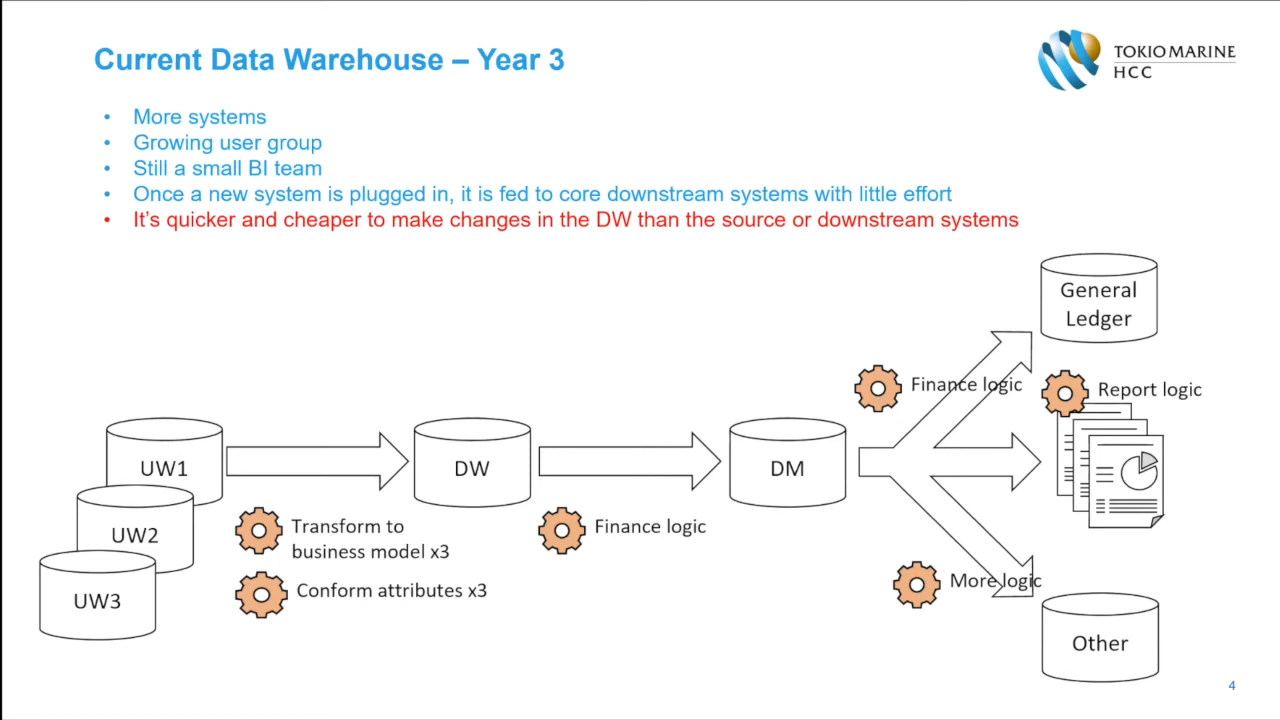 Current Data Warehouse – Year 3
TOKIO MARINE
HCC
• More systems
• Growing user group
• Still a small BI team
• Once a new system is plugged in, it is fed to core downstream systems with little effort
• It's quicker and cheaper to make changes in the DW than the source or downstream systems
General
Ledger
Finance logic
Report logic
UW1
DW
DM
UW2
Transform to
business model x3
Finance logic
Conform attributes x3
More logic
UW3
Other
4